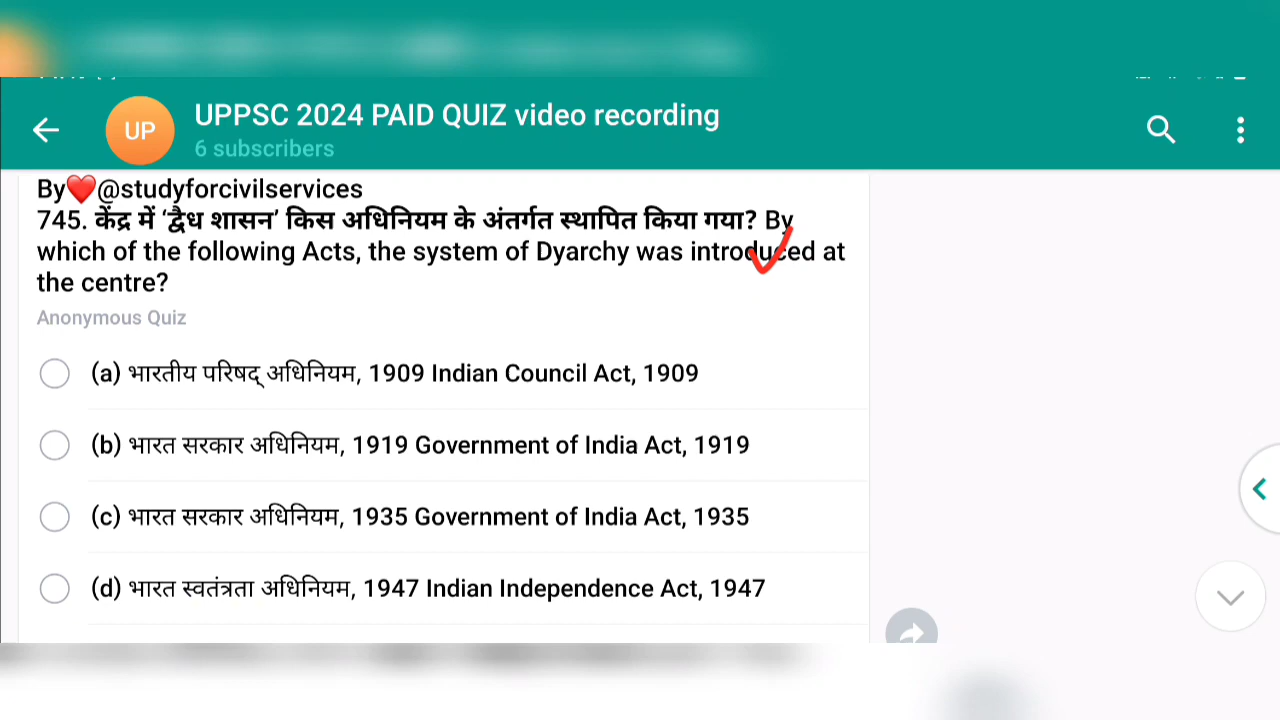 UP
UPPSC 2024 PAID QUIZ video recording
6 subscribers
By❤️@studyforcivilservices
745. केंद्र में ‘द्वैध शासन’ किस अधिनियम के अंतर्गत स्थापित किया गया? By
which of the following Acts, the system of Dyarchy was introduced at
the centre?
Anonymous Quiz
(a) भारतीय परिषद् अधिनियम, 1909 Indian Council Act, 1909
(b) भारत सरकार अधिनियम, 1919 Government of India Act, 1919
(c) भारत सरकार अधिनियम, 1935 Government of India Act, 1935
(d) भारत स्वतंत्रता अधिनियम, 1947 Indian Independence Act, 1947